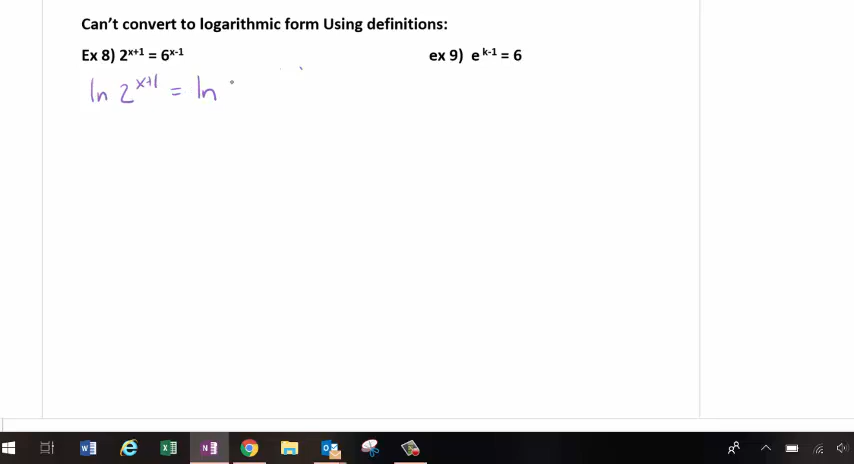 Can't convert to logarithmic form Using definitions:
Ex 8) 2^x+1 = 6^x-1
ex 9) e^k-1 = 6
ln 2^x+1 = ln